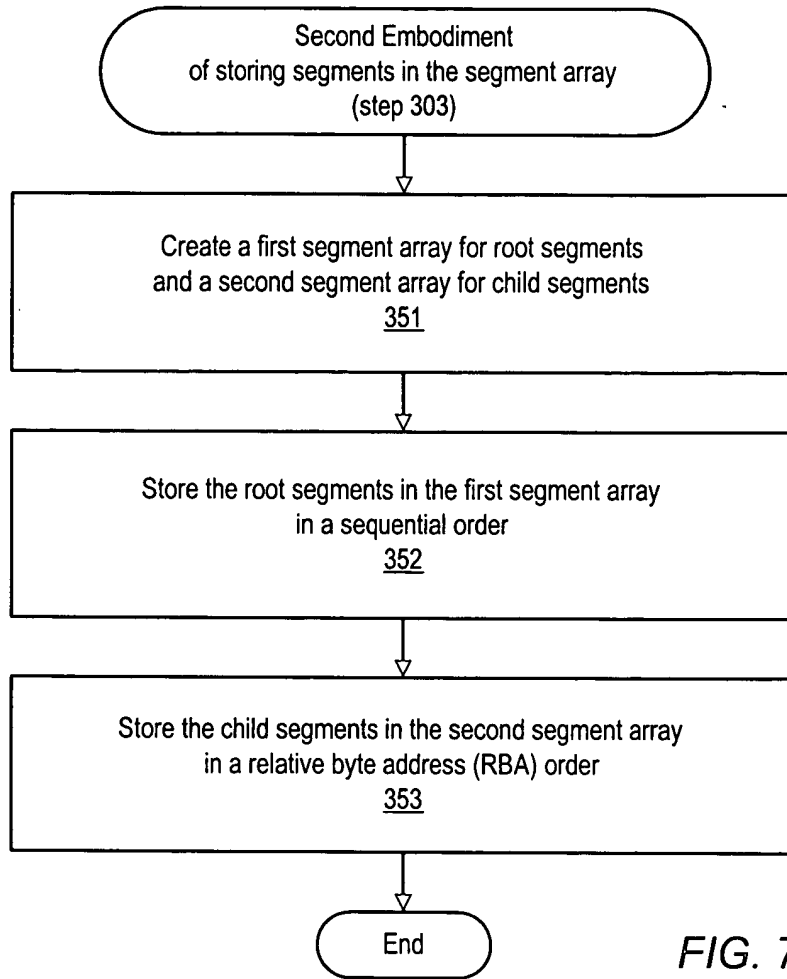 Second Embodiment
of storing segments in the segment array
(step 303)
Create a first segment array for root segments
and a second segment array for child segments
351
Store the root segments in the first segment array
in a sequential order
352
Store the child segments in the second segment array
in a relative byte address (RBA) order
353
End
FIG. 7